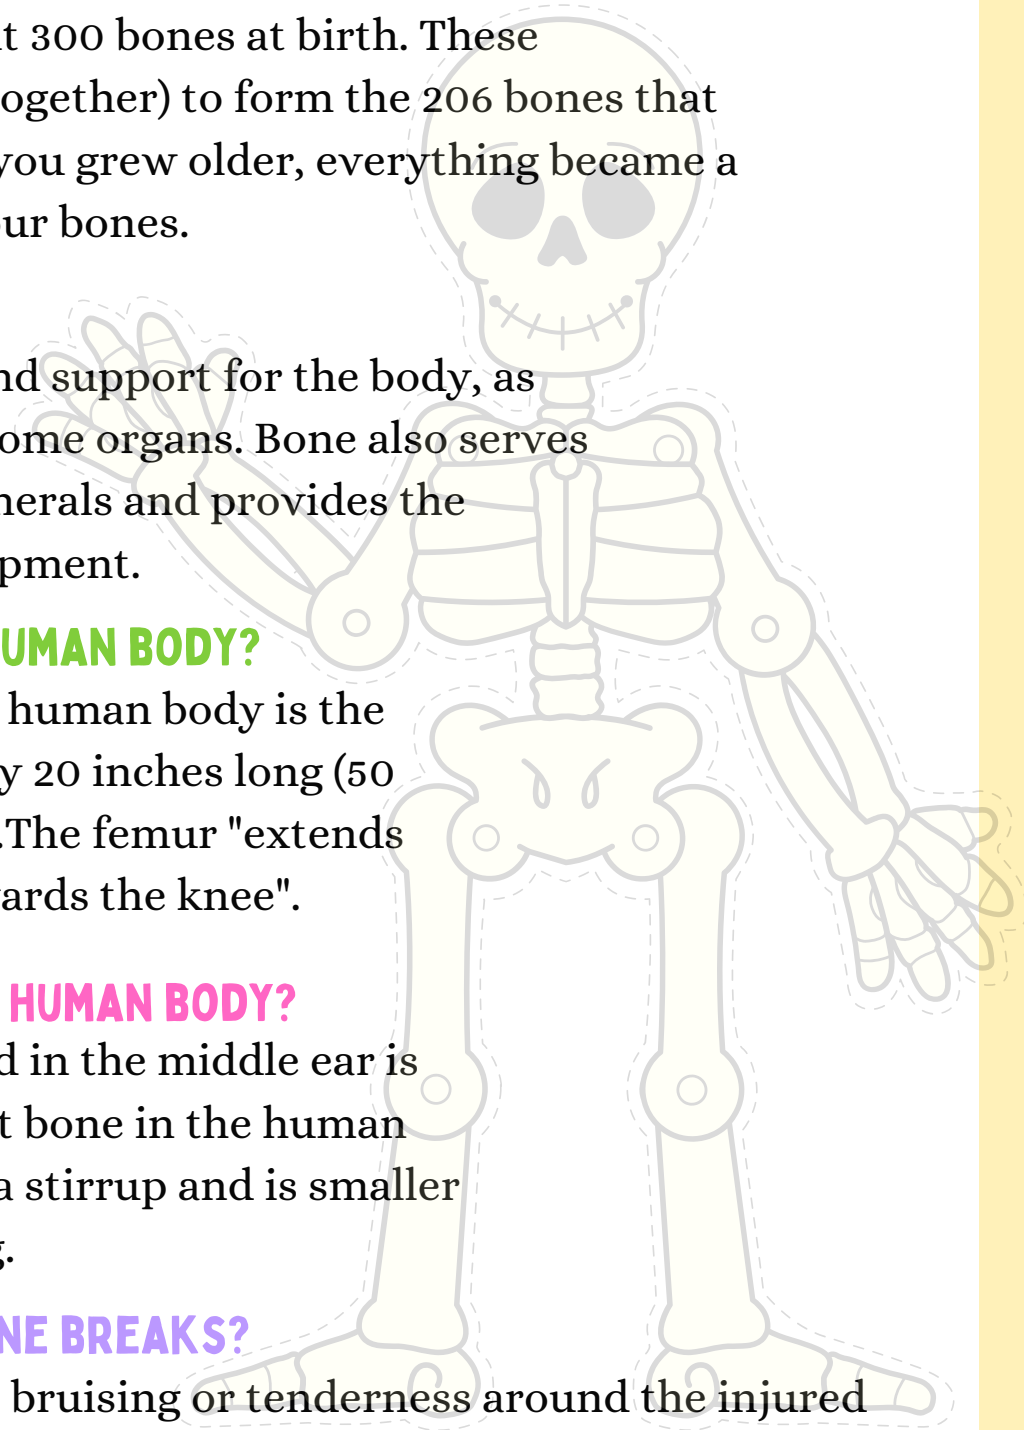 t 300 bones at birth. These
ogether) to form the 206 bones that
you grew older, everything became a
ur bones.
nd support for the body, as
ome organs. Bone also serves
nerals and provides the
pment.
UMAN BODY?
human body is the
y 20 inches long (50
.The femur "extends
ards the knee".
HUMAN BODY?
d in the middle ear is
t bone in the human
a stirrup and is smaller
g.
NE BREAKS?
bruising or tenderness around the injured